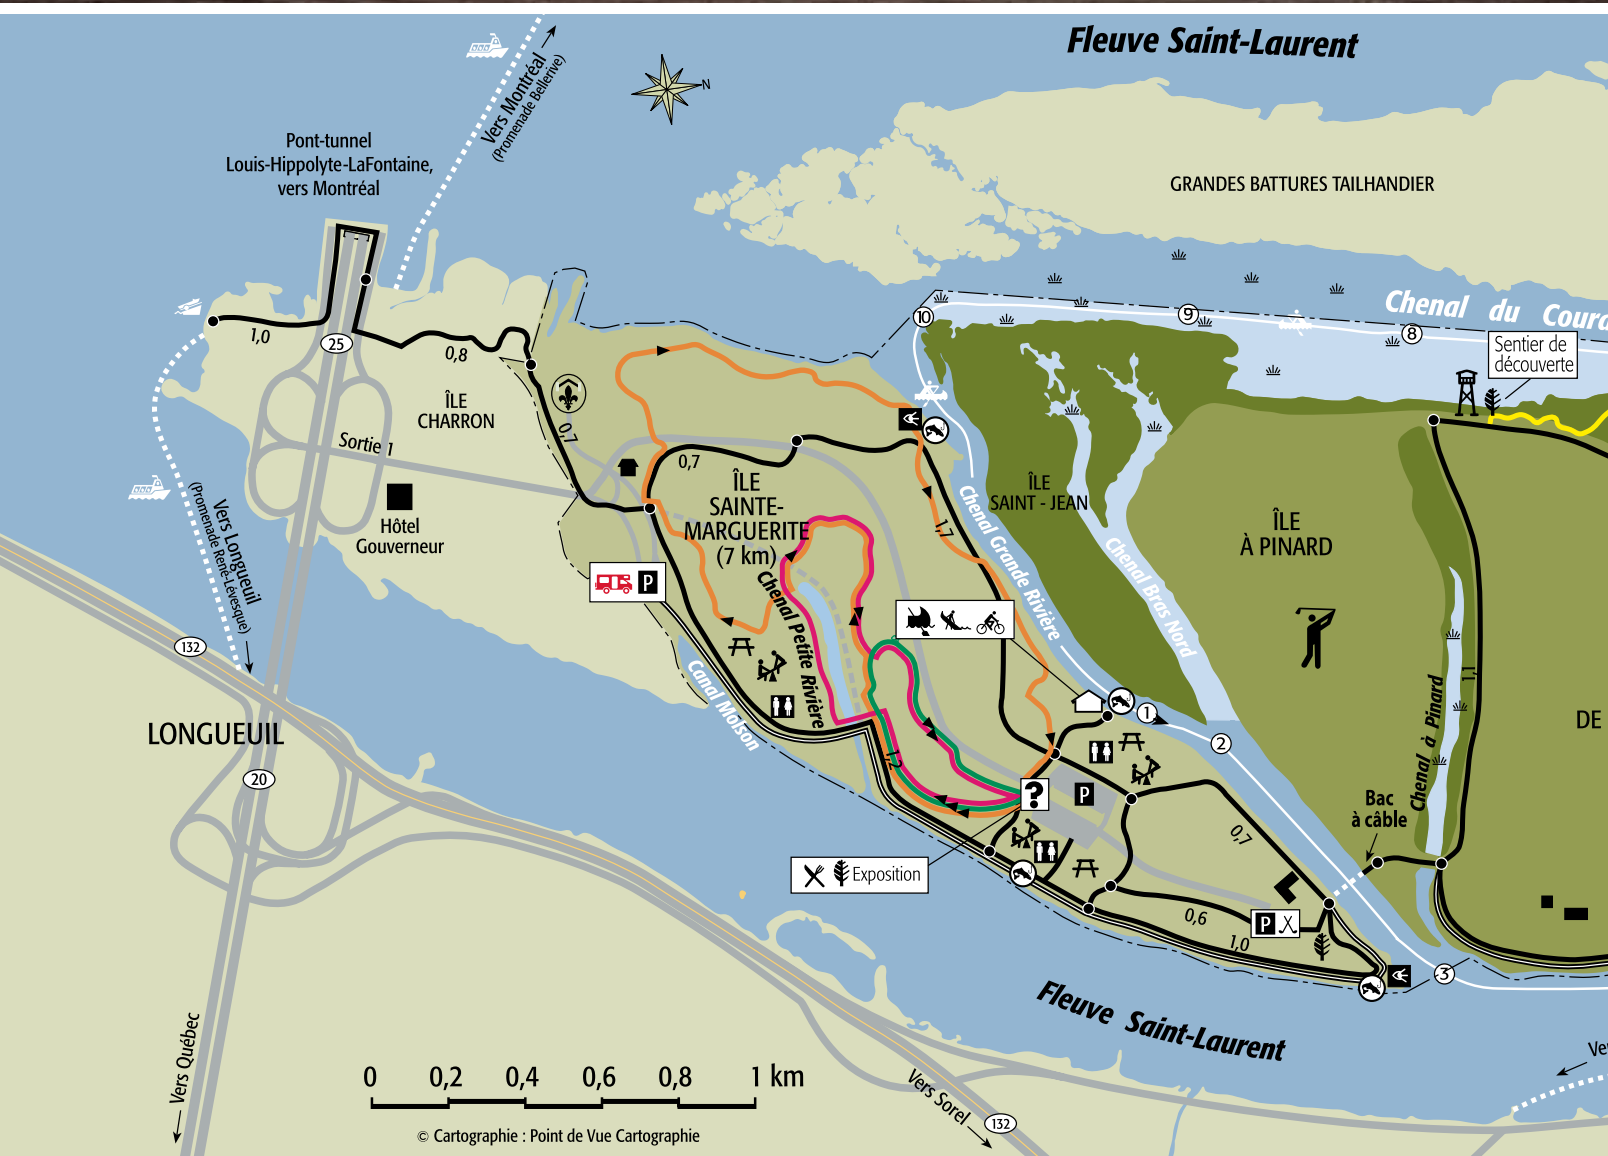 Fleuve Saint-Laurent
N
Vers Montréal
(Promenade Bellerive)
Pont-tunnel
Louis-Hippolyte-LaFontaine,
vers Montréal
GRANDES BATTURES TAILHANDIER
Chenal du Coura
10
9
8
Sentier de
découverte
1,0
25
0,8
ÎLE
CHARRON
Sortie 1
0,7
0,7
ÎLE
SAINTE-
MARGUERITE
(7 km)
Hôtel
Gouverneur
P
Vers Longueuil
(Promenade René-Lévesque)
132
LONGUEUIL
20
ÎLE
SAINT - JEAN
ÎLE
À PINARD
1,7
Chenal Grande Rivière
Chenal Bras Nord
Chenal Petite Rivière
Canal Molson
1,2
1
2
3
1,1
DE
Chenal à Pinard
Bac
à câble
?
P
0,7
Exposition
0,6
P
1,0
Fleuve Saint-Laurent
Ve
Vers Québec
0 0,2 0,4 0,6 0,8 1 km
© Cartographie : Point de Vue Cartographie
Vers Sorel
132